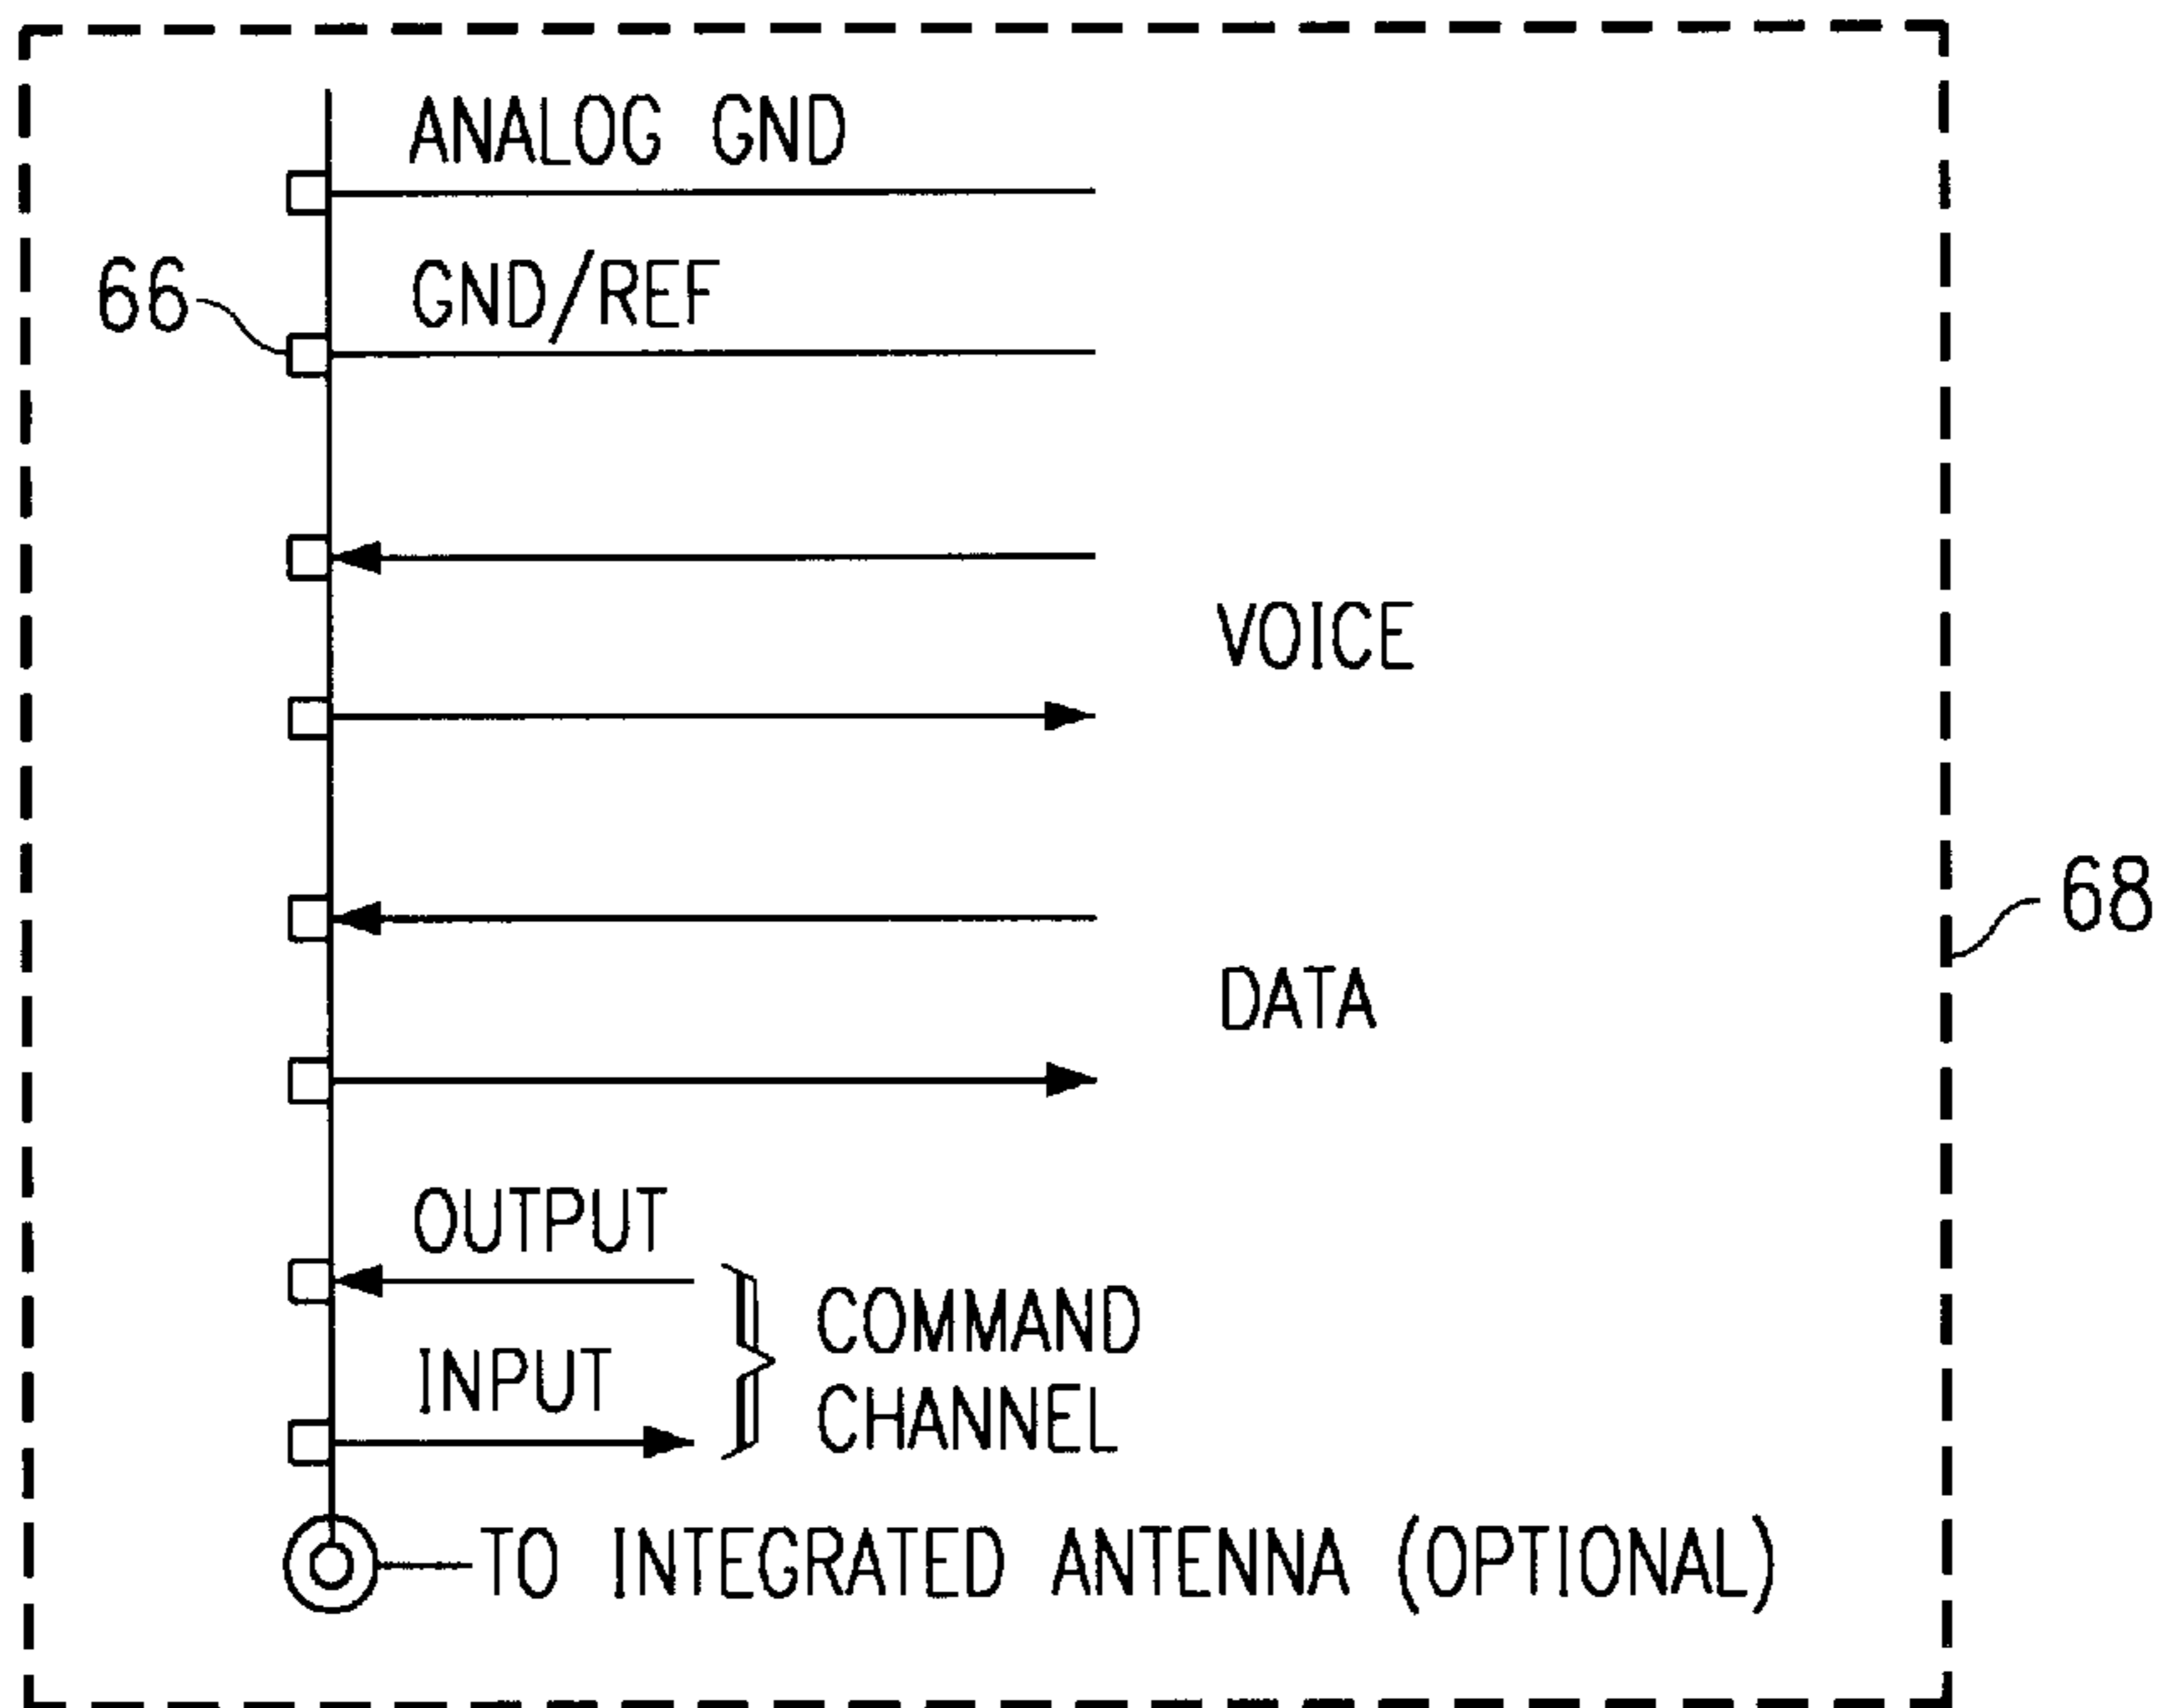 ANALOG GND
66
GND/REF
VOICE
68
DATA
OUTPUT
COMMAND
INPUT
CHANNEL
TO INTEGRATED ANTENNA (OPTIONAL)